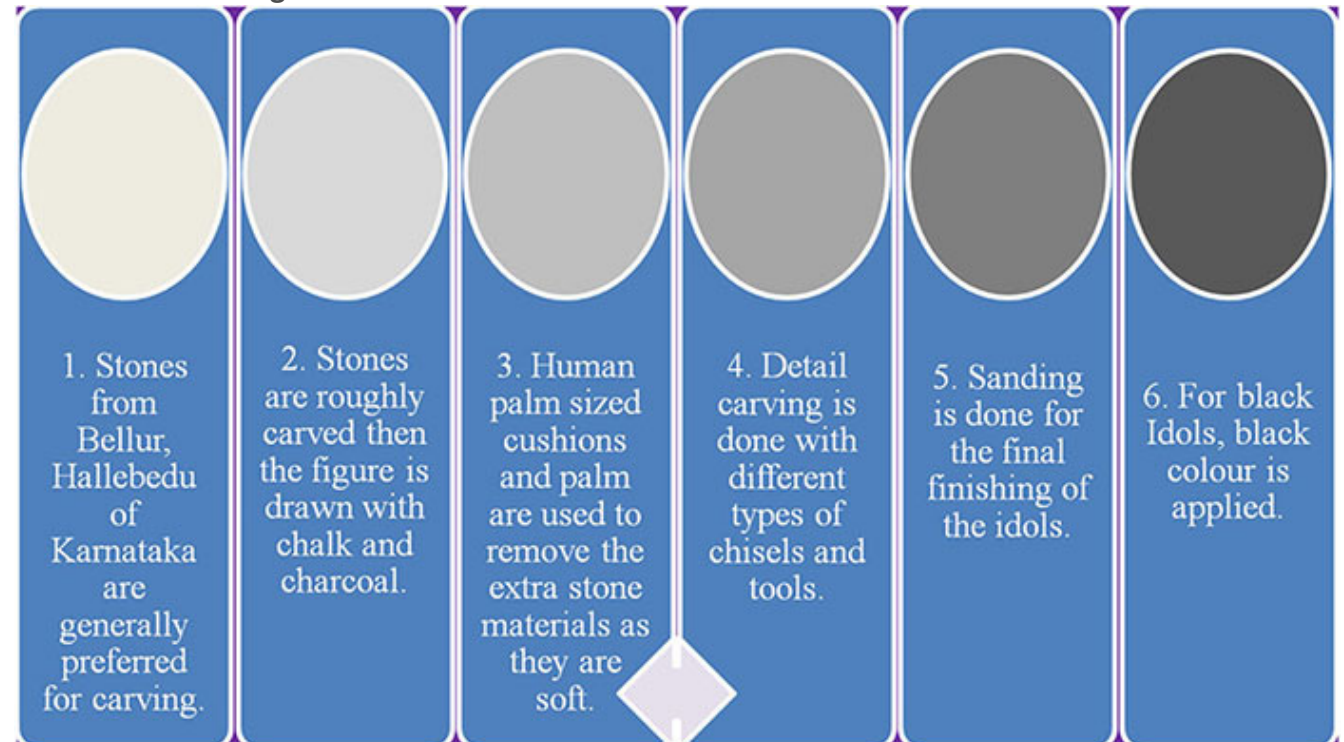 1. Stones
from
Bellur,
Hallebedu
of
Karnataka
are
generally
preferred
for carving.
2. Stones
are roughly
carved then
the figure is
drawn with
chalk and
charcoal.
3. Human
palm sized
cushions
and palm
are used to
remove the
extra stone
materials as
they are
soft.
4. Detail
carving is
done with
different
types of
chisels and
tools.
5. Sanding
is done for
the final
finishing of
the idols.
6. For black
Idols, black
colour is
applied.